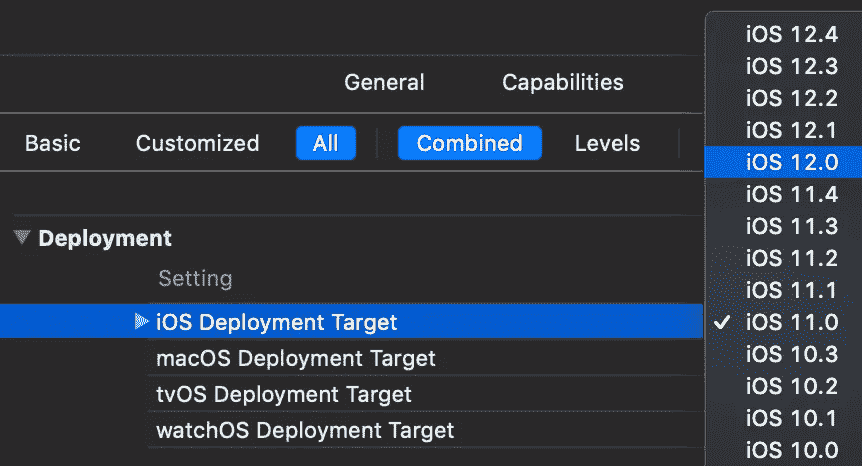 General Capabilities
Basic Customized All Combined Levels
Deployment
Setting
iOS Deployment Target
macOS Deployment Target
tvOS Deployment Target
watchOS Deployment Target
iOS 12.4
iOS 12.3
iOS 12.2
iOS 12.1
iOS 12.0
iOS 11.4
iOS 11.3
iOS 11.2
iOS 11.1
iOS 11.0
iOS 10.3
iOS 10.2
iOS 10.1
iOS 10.0